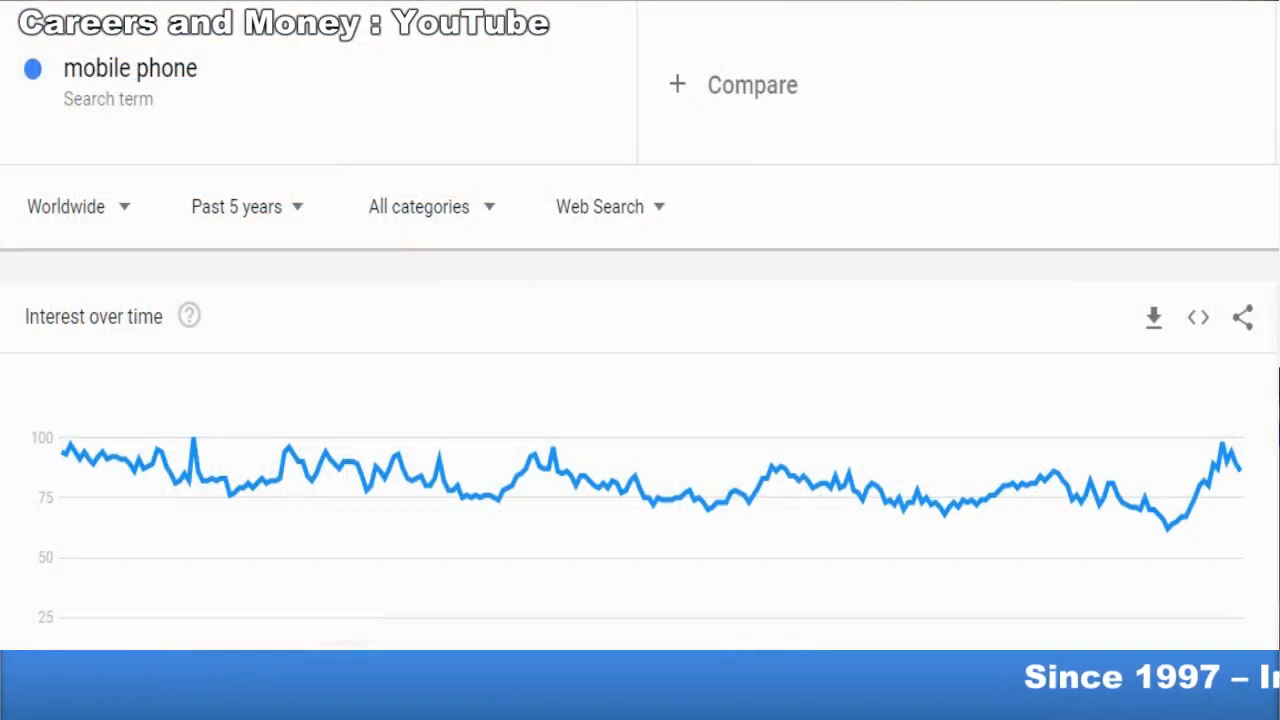 Careers and Money : YouTube
mobile phone
Search term
+ Compare
Worldwide Past 5 years All categories Web Search
Interest over time ?
100
75
50
25
Since 1997 –